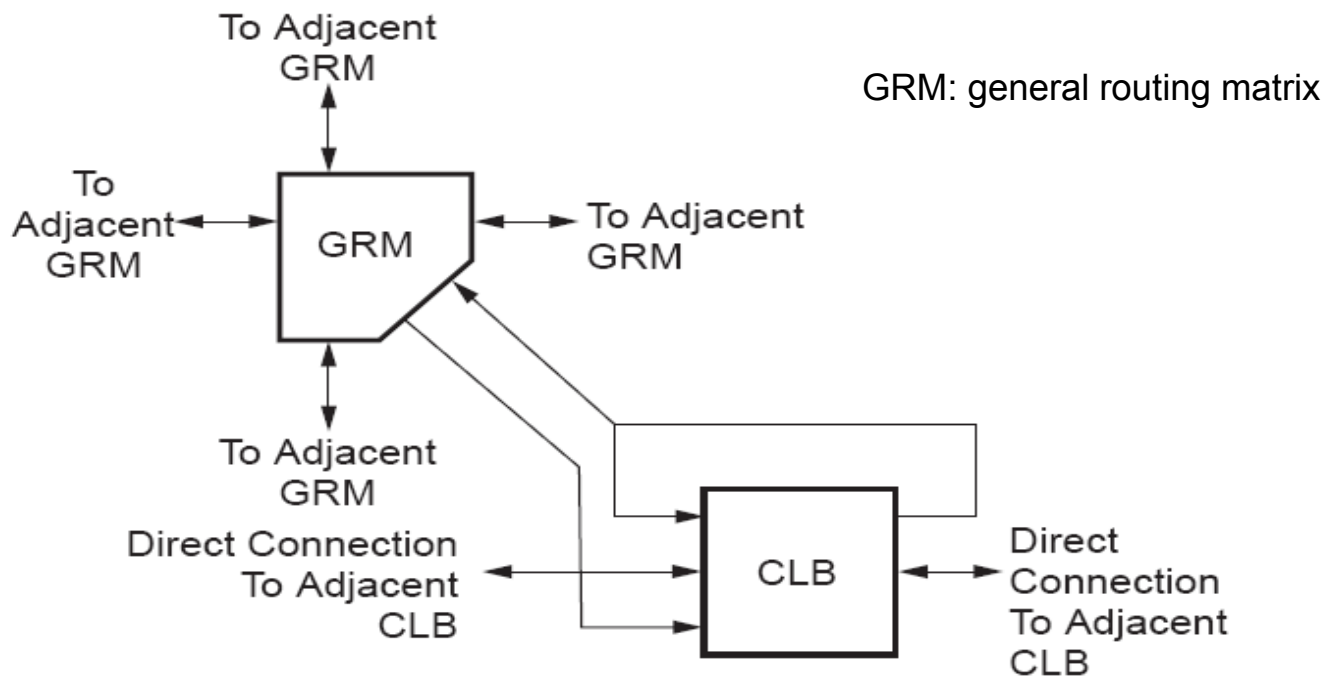 To Adjacent
GRM
GRM: general routing matrix
To
Adjacent
GRM
GRM
To Adjacent
GRM
To Adjacent
GRM
Direct Connection
To Adjacent
CLB
CLB
Direct
Connection
To Adjacent
CLB